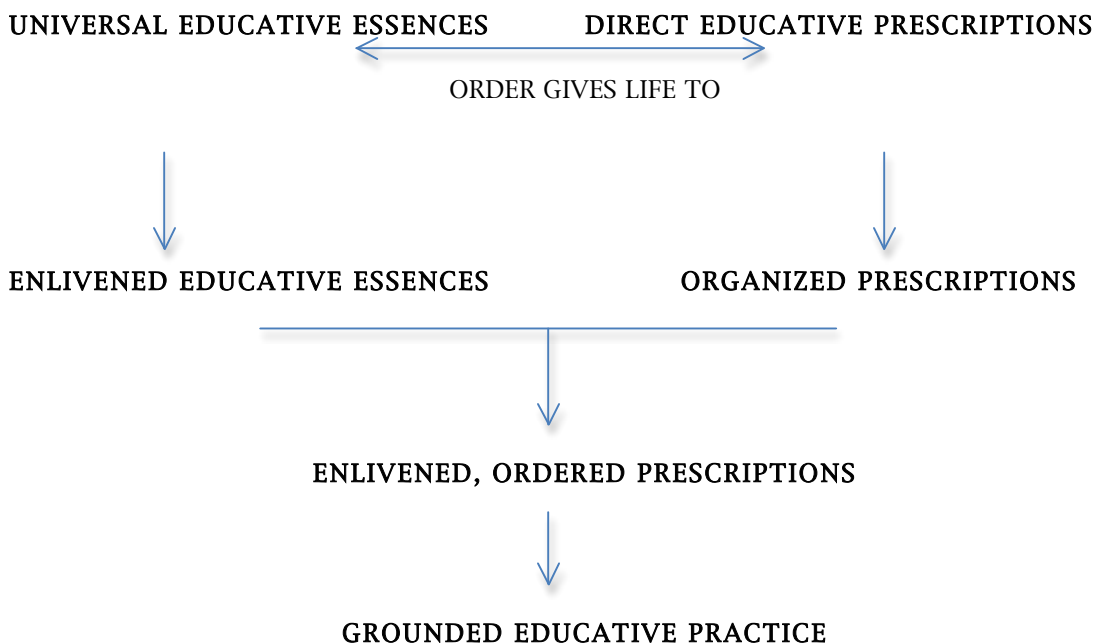 UNIVERSAL EDUCATIVE ESSENCES DIRECT EDUCATIVE PRESCRIPTIONS
ORDER GIVES LIFE TO
ENLIVENED EDUCATIVE ESSENCES ORGANIZED PRESCRIPTIONS
ENLIVENED, ORDERED PRESCRIPTIONS
GROUNDED EDUCATIVE PRACTICE